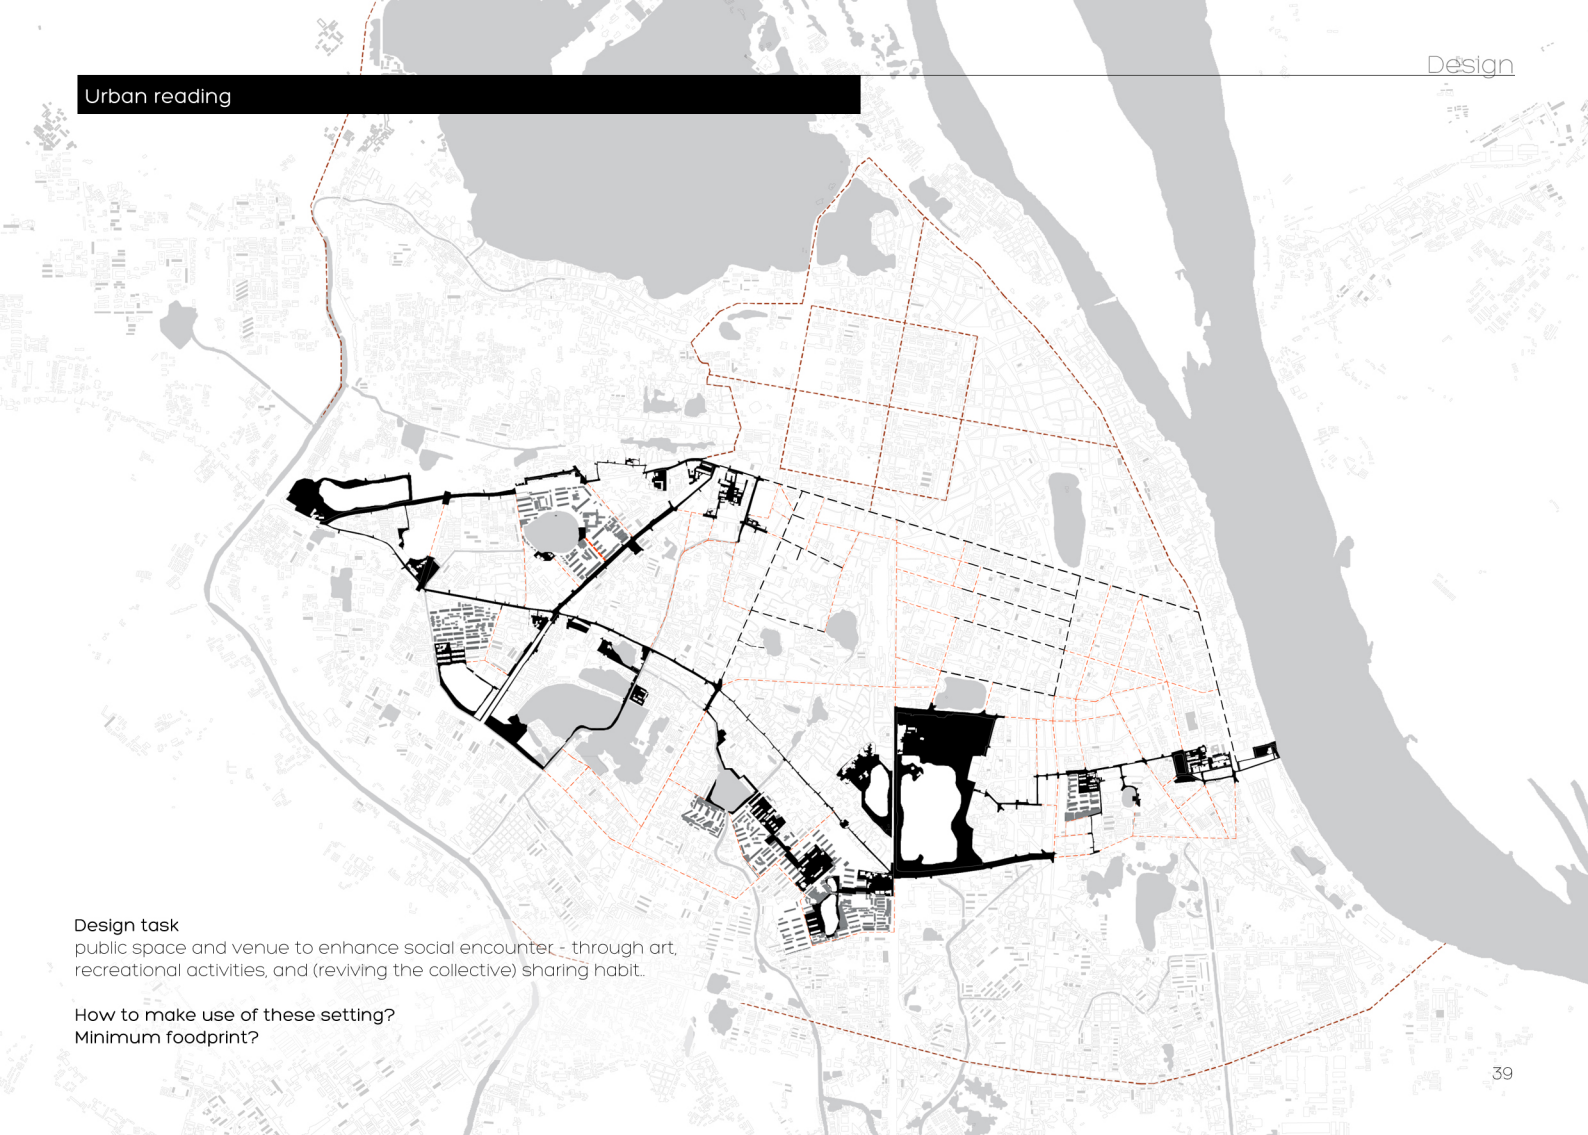 Design
Urban reading
Design task
public space and venue to enhance social encounter - through art,
recreational activities, and (reviving the collective) sharing habit..
How to make use of these setting?
Minimum foodprint?
39